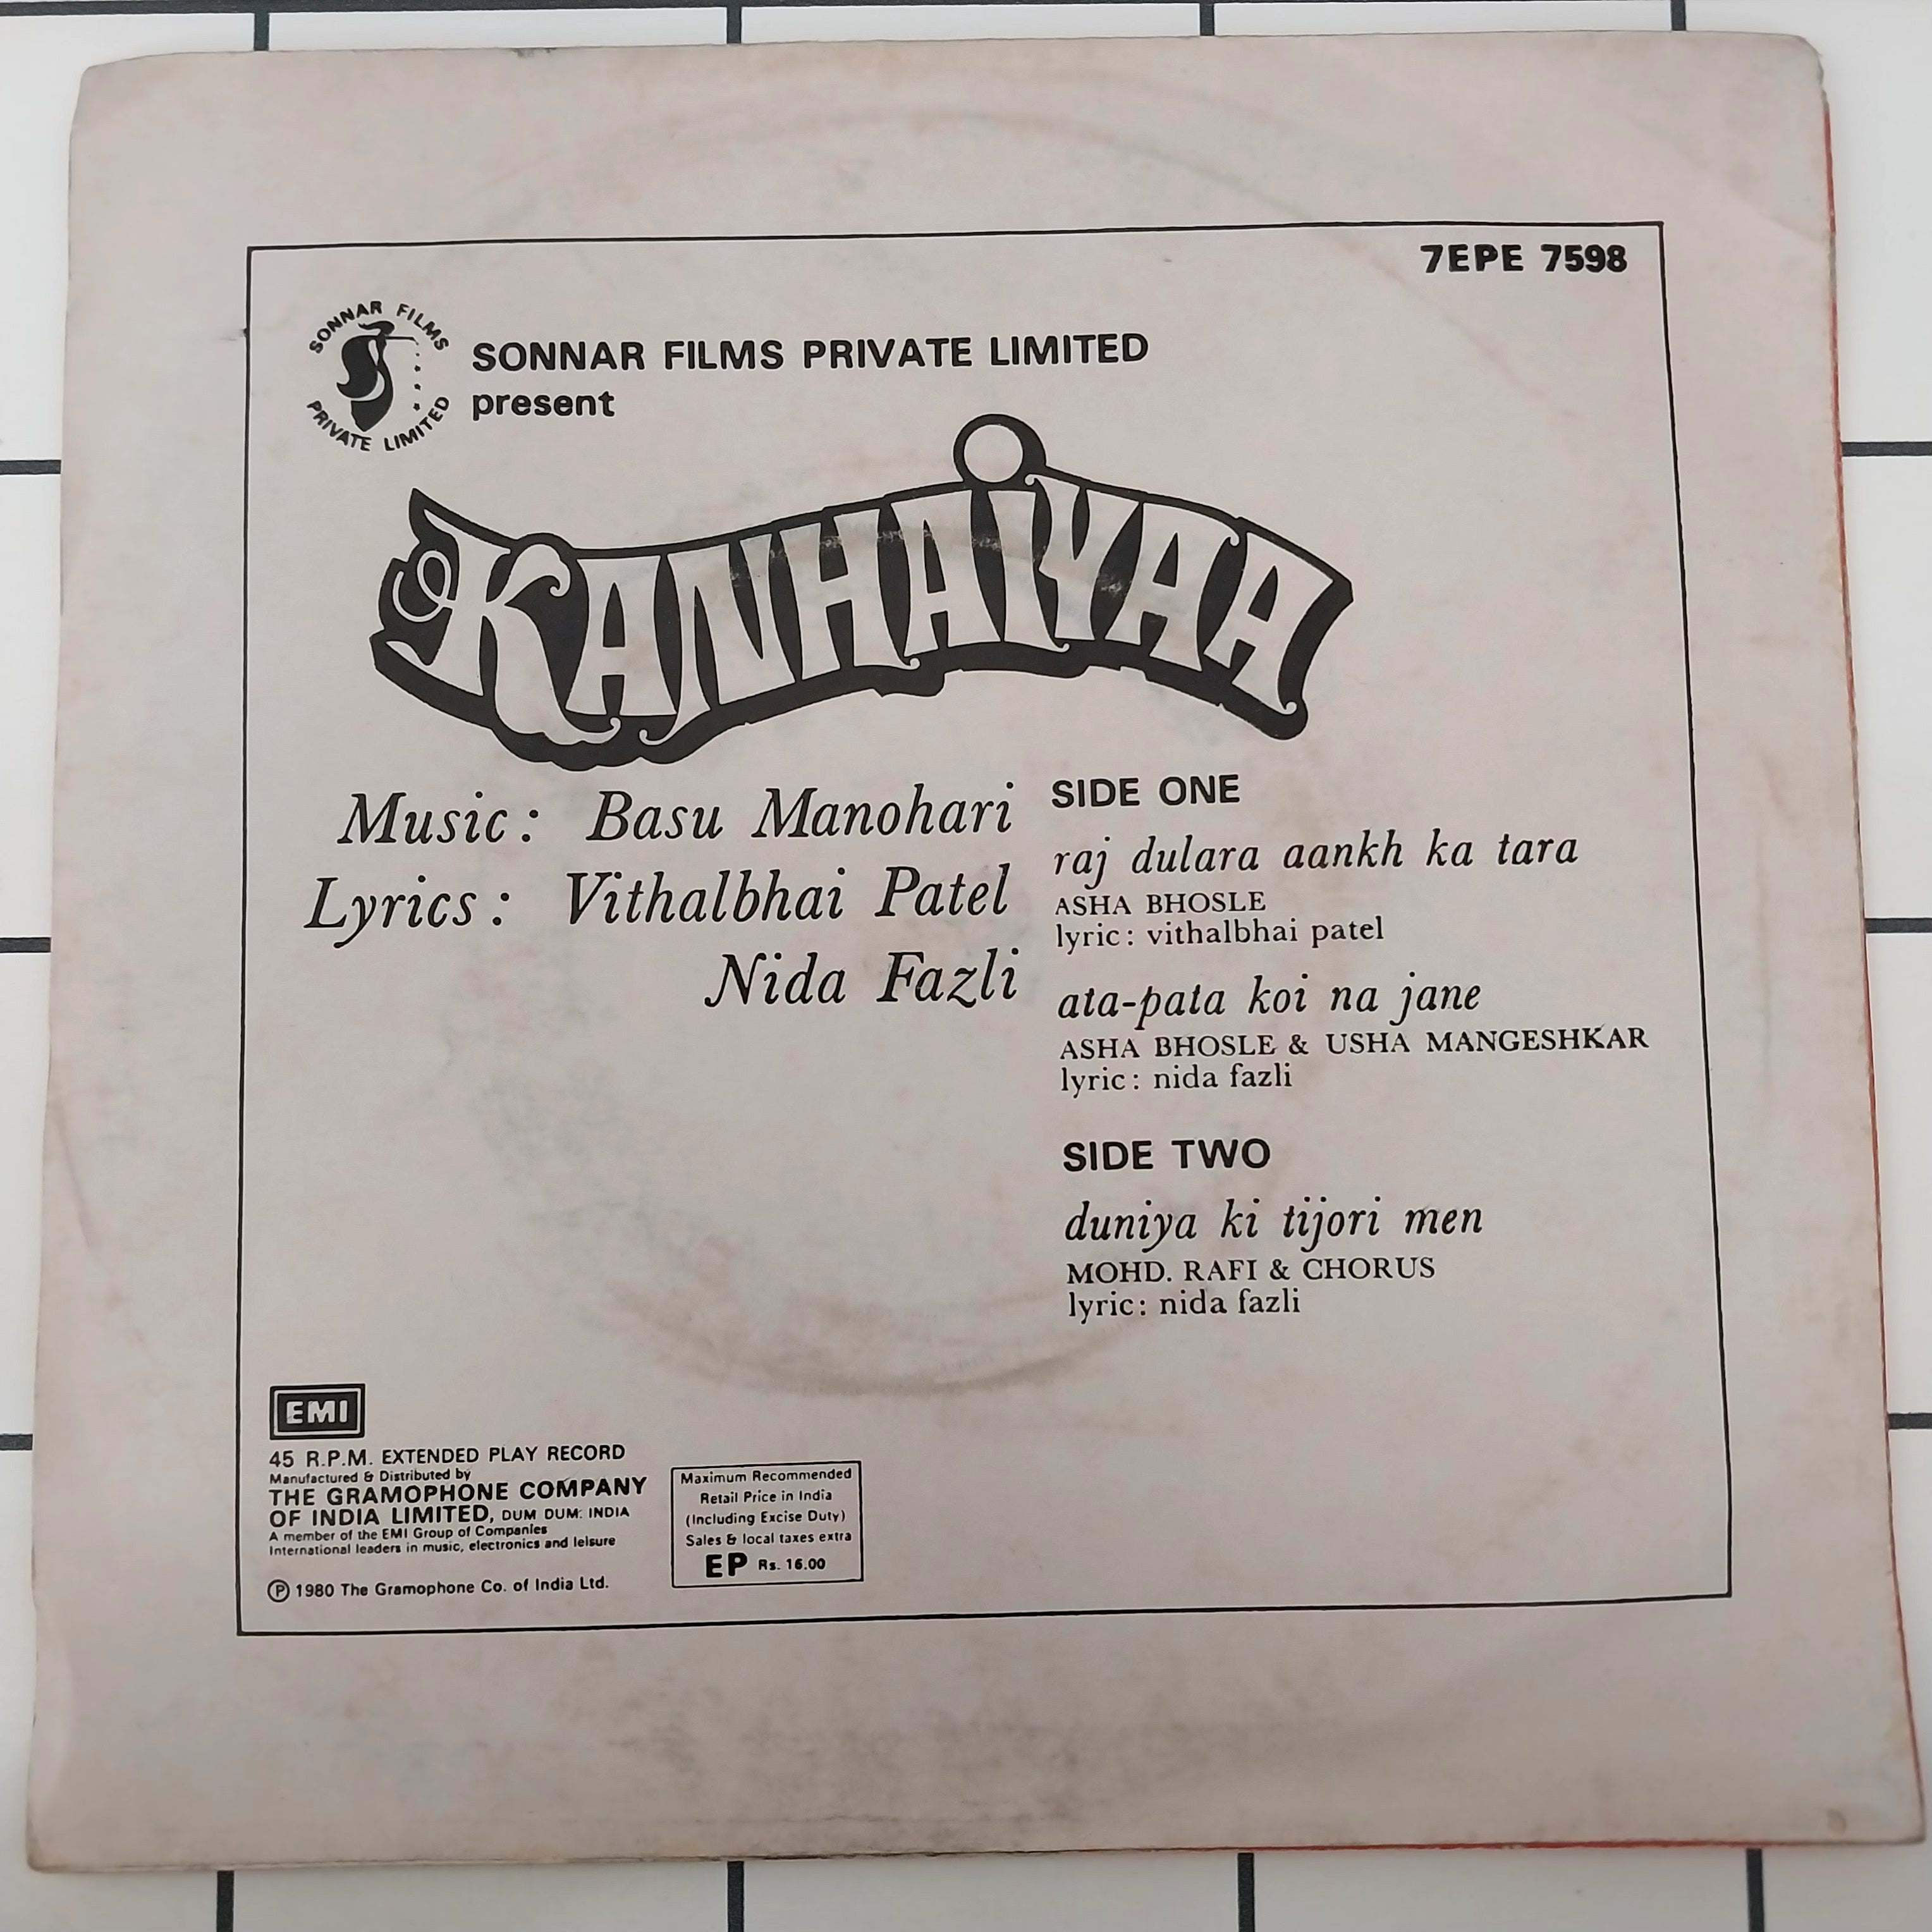 7EPE 7598
SONNAR FILMS
PRIVATE LIMITED
SONNAR FILMS PRIVATE LIMITED
present
KANHAIYAA
Music: Basu Manohari
Lyrics: Vithalbhai Patel
Nida Fazli
SIDE ONE
raj dulara aankh ka tara
ASHA BHOSLE
lyric: vithalbhai patel
ata-pata koi na jane
ASHA BHOSLE & USHA MANGESHKAR
lyric: nida fazli
SIDE TWO
duniya ki tijori men
MOHD. RAFI & CHORUS
lyric: nida fazli
EMI
45 R.P.M. EXTENDED PLAY RECORD
Manufactured & Distributed by
THE GRAMOPHONE COMPANY
OF INDIA LIMITED, DUM DUM: INDIA
A member of the EMI Group of Companies
International leaders in music, electronics and leisure
℗ 1980 The Gramophone Co. of India Ltd.
Maximum Recommended
Retail Price in India
(Including Excise Duty)
Sales & local taxes extra
EP Rs. 16.00